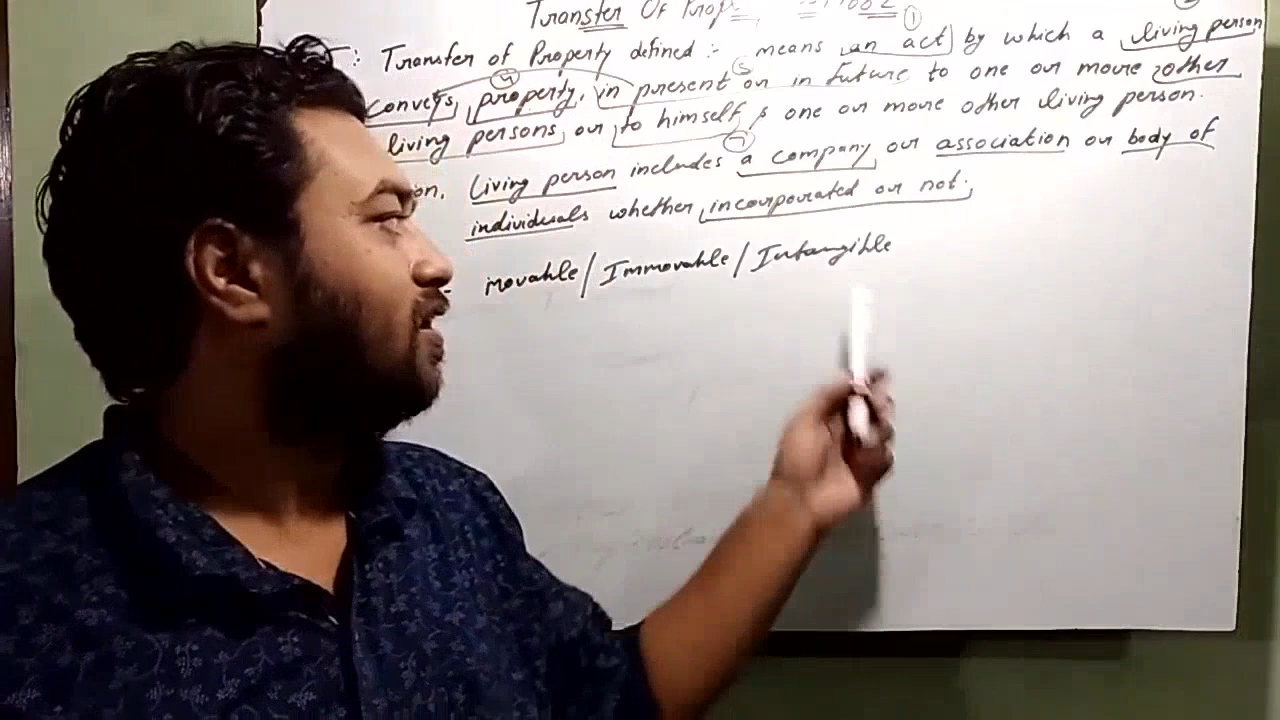 Transfer Of Prop 1882 ①
: Transfer of Property defined :- means an act by which a living person
conveys property, in present or in future to one or more other
living persons or to himself & one or more other living person.
on, Living person includes a company or association or body of
individuals whether incorporated or not.
- movable / Immovable / Intangible